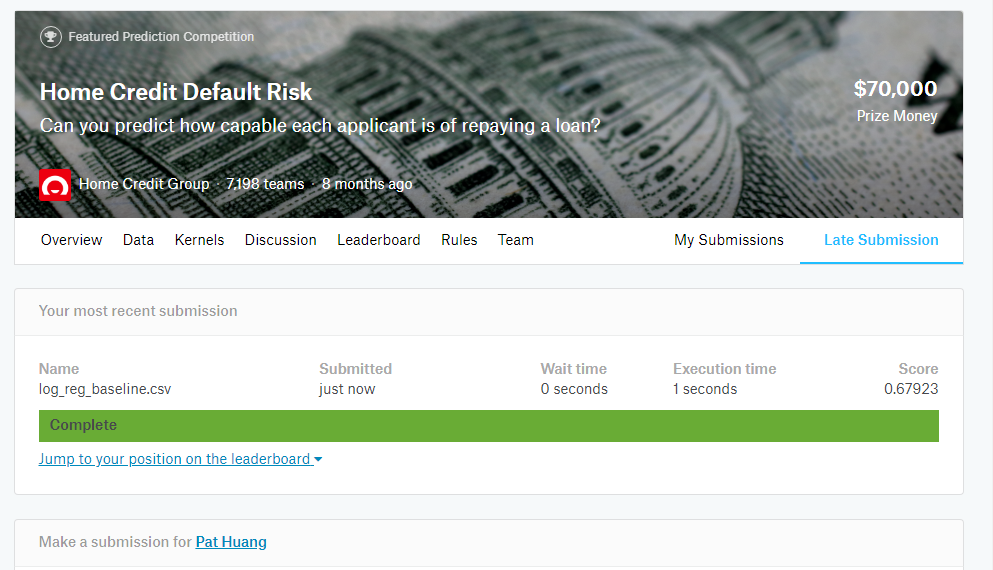 Featured Prediction Competition
Home Credit Default Risk
Can you predict how capable each applicant is of repaying a loan?
$70,000
Prize Money
Home Credit Group · 7,198 teams · 8 months ago
Overview Data Kernels Discussion Leaderboard Rules Team My Submissions Late Submission
Your most recent submission
Name Submitted Wait time Execution time Score
log_reg_baseline.csv just now 0 seconds 1 seconds 0.67923
Complete
Jump to your position on the leaderboard
Make a submission for Pat Huang